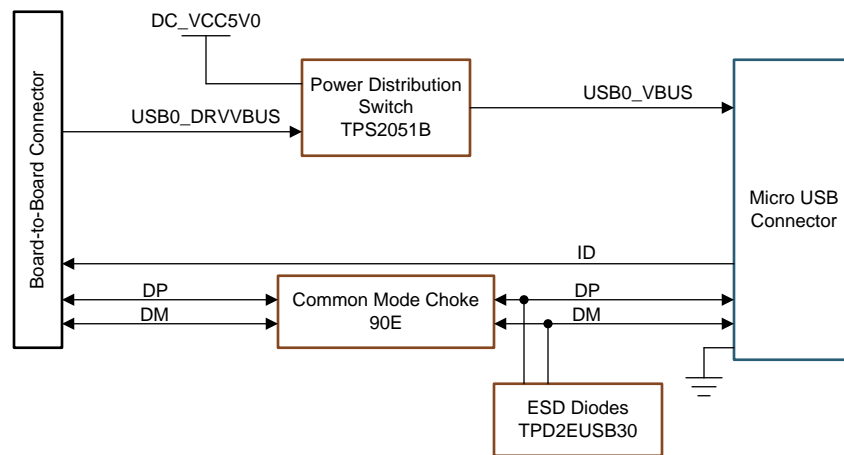 DC_VCC5V0
Board-to-Board Connector
Power Distribution
Switch
TPS2051B
USB0_DRVVBUS
USB0_VBUS
Micro USB
Connector
ID
DP
DM
Common Mode Choke
90E
DP
DM
ESD Diodes
TPD2EUSB30